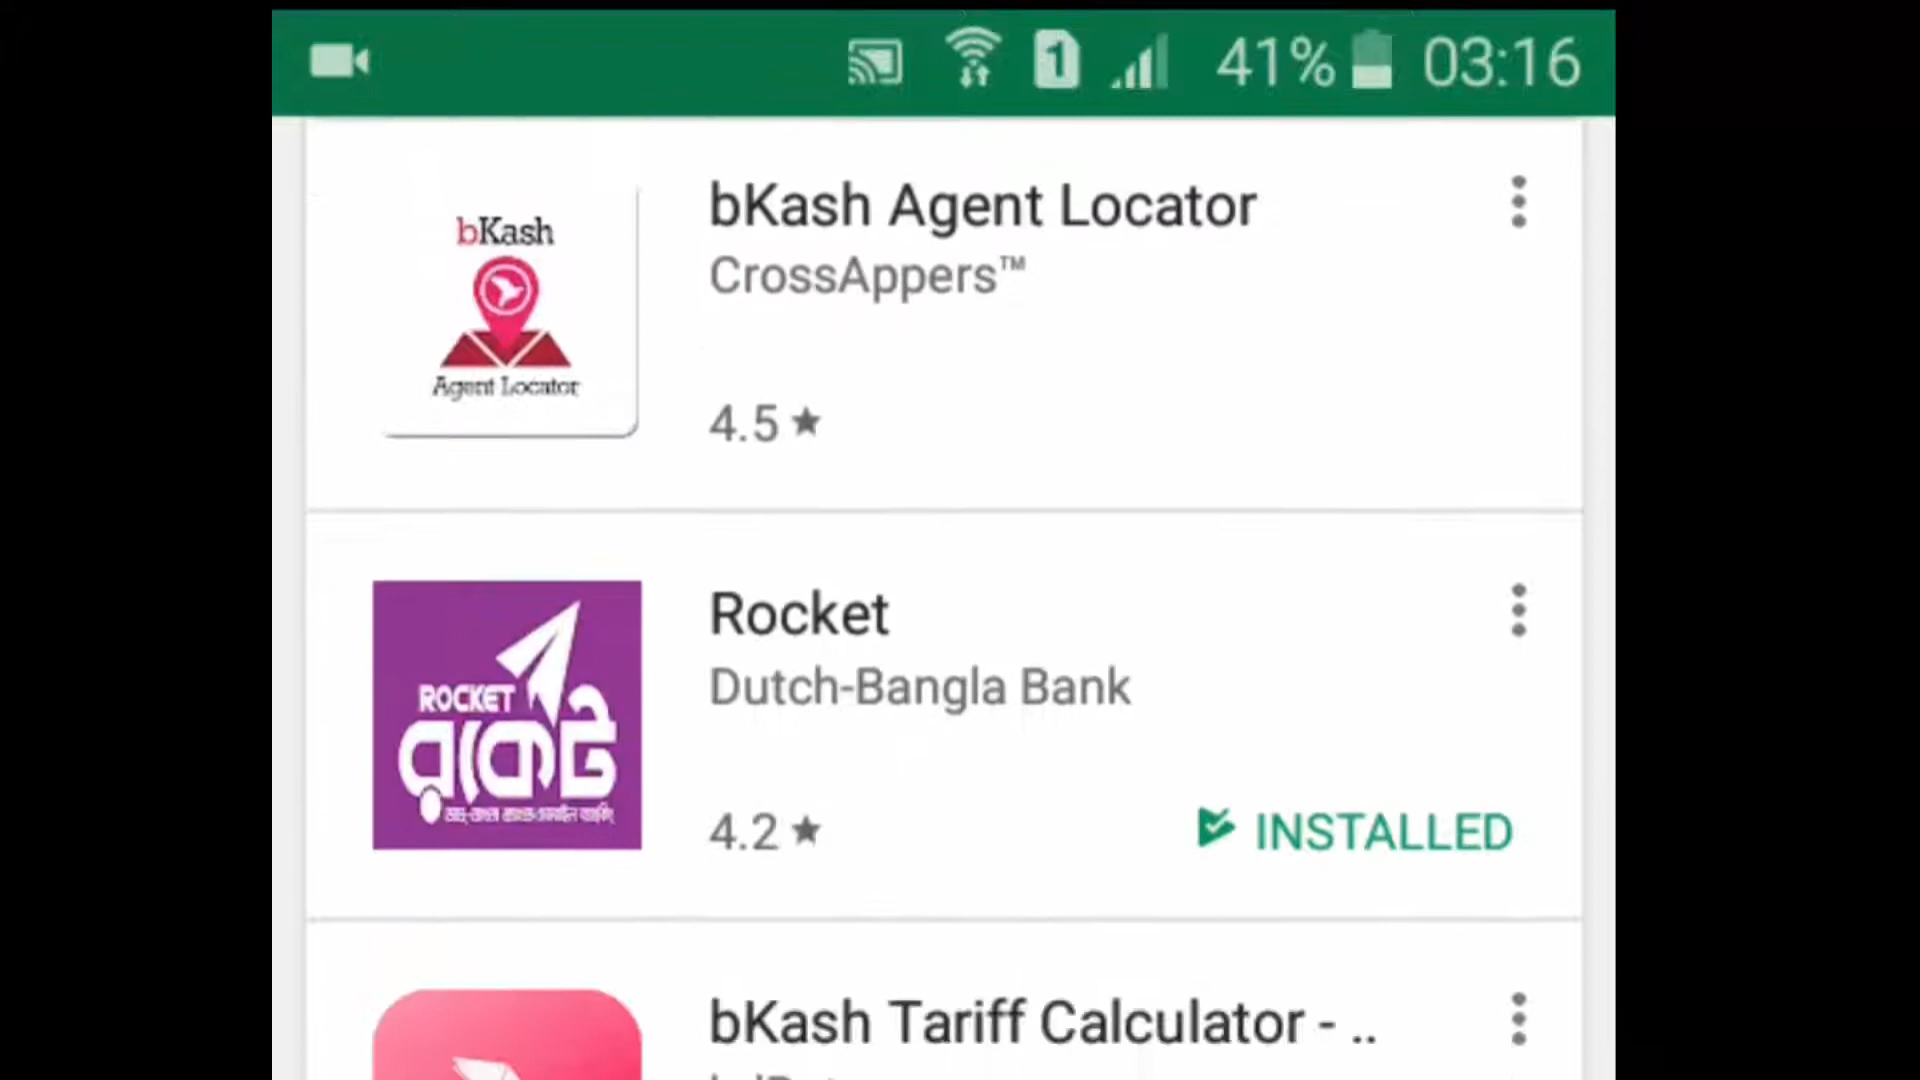 1 41% 03:16
bKash Agent Locator
CrossAppers™
bKash
Agent Locator
4.5 ★
Rocket
Dutch-Bangla Bank
ROCKET
রকেট
4.2 ★
INSTALLED
bKash Tariff Calculator - ..